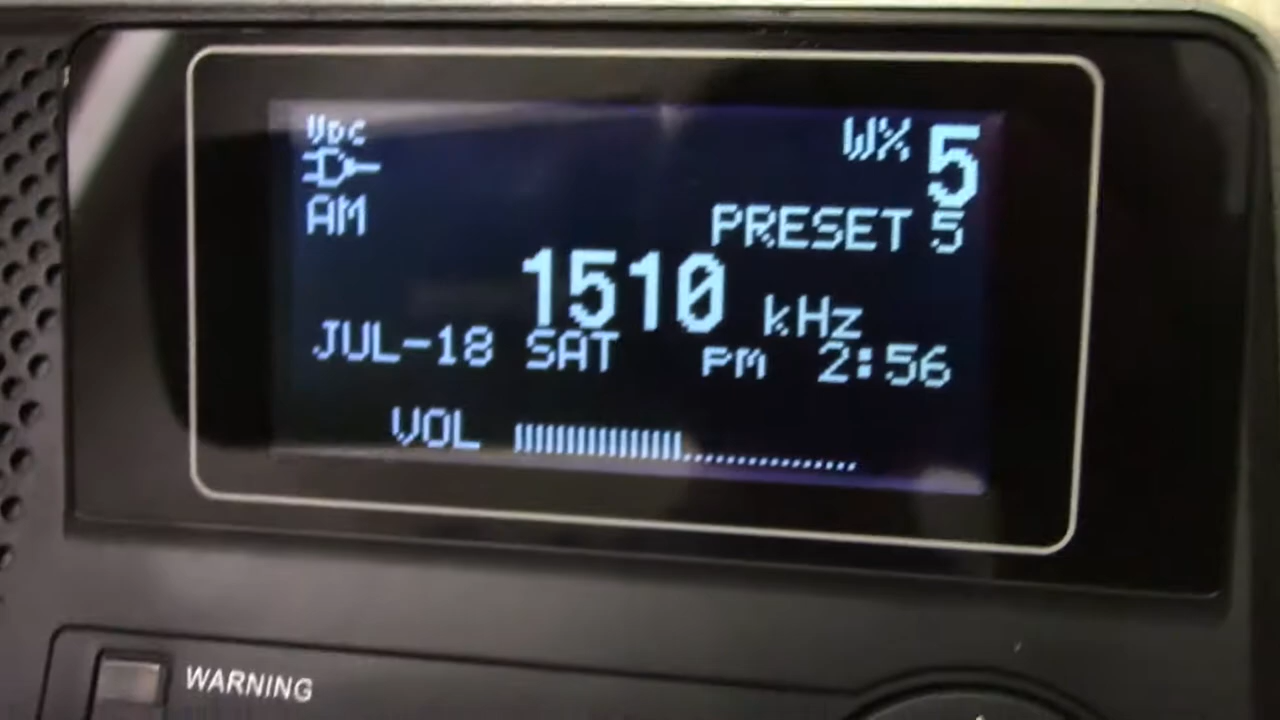 VDC
WX 5
AM
PRESET 5
1510 kHz
JUL-18 SAT PM 2:56
VOL
WARNING